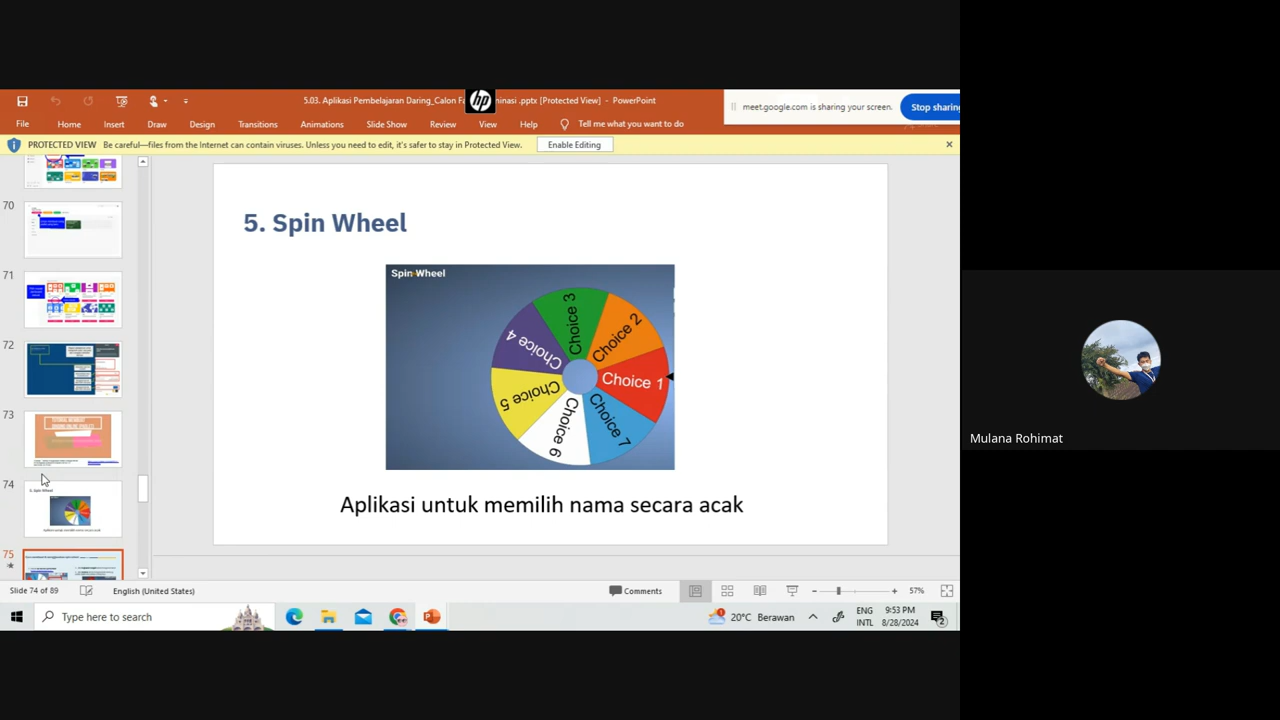 5.03. Aplikasi Pembelajaran Daring_Calon Fa
minasi .pptx [Protected View] - PowerPoint
hp
meet.google.com is sharing your screen.
Stop sharing
File Home Insert Draw Design Transitions Animations Slide Show Review View Help Tell me what you want to do
PROTECTED VIEW Be careful—files from the Internet can contain viruses. Unless you need to edit, it's safer to stay in Protected View. Enable Editing
70
71
72
73
74
75
5. Spin Wheel
Spin Wheel
Choice 3
Choice 2
Choice 4
Choice 1
Choice 5
Choice 6
Choice 7
Aplikasi untuk memilih nama secara acak
Mulana Rohimat
Slide 74 of 89 English (United States) Comments 57%
Type here to search
20°C Berawan
ENG
INTL
9:53 PM
8/28/2024
2